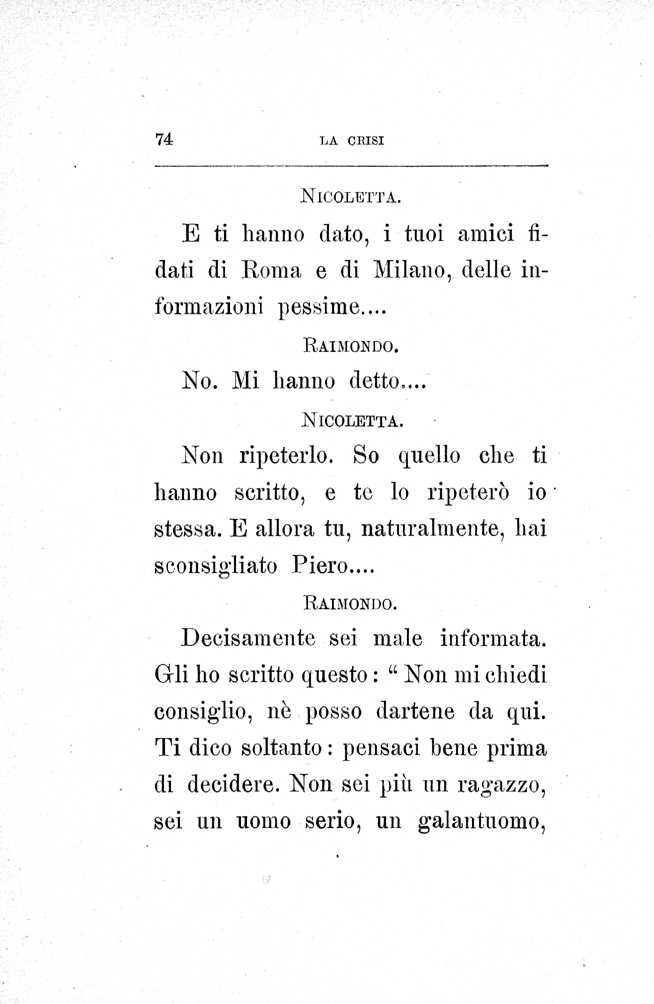 74 LA CRISI
NICOLETTA.
E ti hanno dato, i tuoi amici fi-
dati di Roma e di Milano, delle in-
formazioni pessime....
RAIMONDO.
No. Mi hanno detto....
NICOLETTA.
Non ripeterlo. So quello che ti
hanno scritto, e te lo ripeterò io
stessa. E allora tu, naturalmente, hai
sconsigliato Piero....
RAIMONDO.
Decisamente sei male informata.
Gli ho scritto questo : “ Non mi chiedi
consiglio, nè posso dartene da qui.
Ti dico soltanto : pensaci bene prima
di decidere. Non sei più un ragazzo,
sei un uomo serio, un galantuomo,